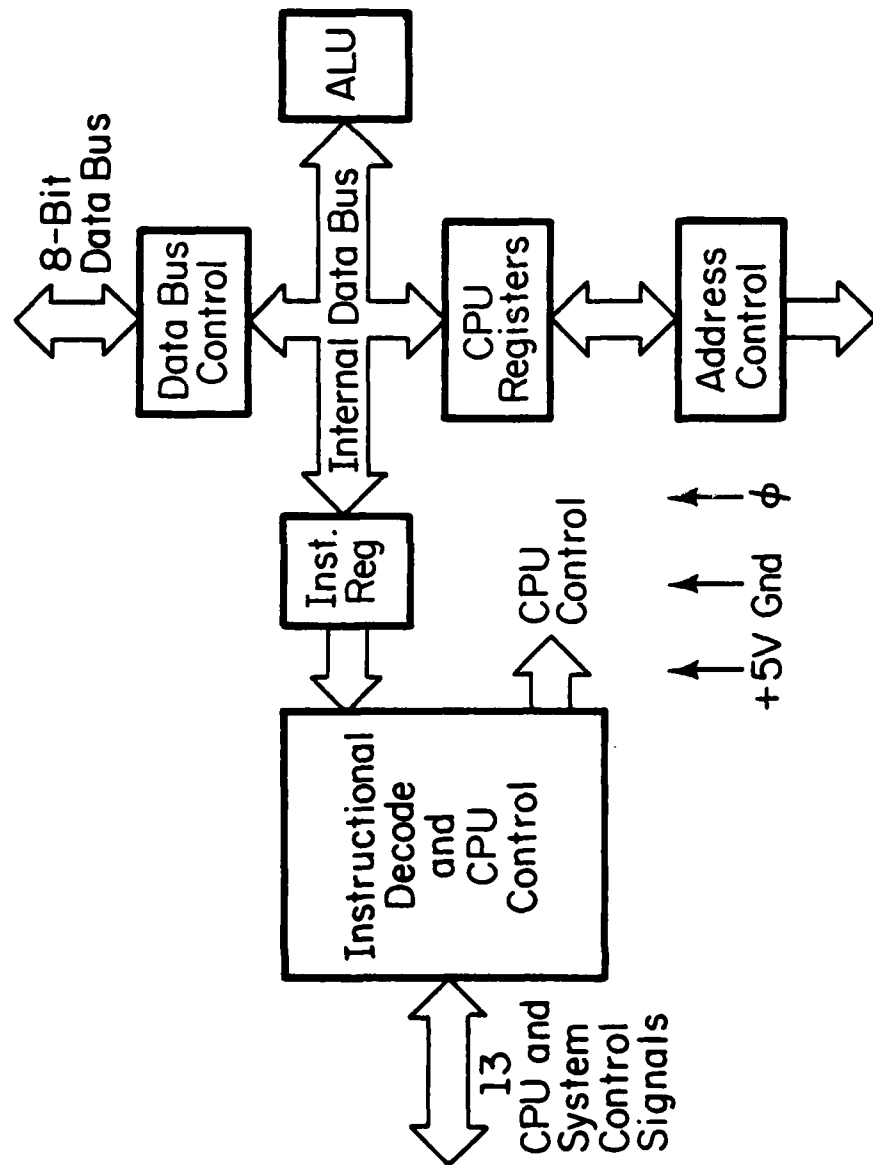 8-Bit
Data Bus
Data Bus
Control
ALU
Internal Data Bus
Inst.
Reg
CPU
Registers
Instructional
Decode
and
CPU
Control
CPU
Control
Address
Control
13
CPU and
System
Control
Signals
+5V Gnd ϕ